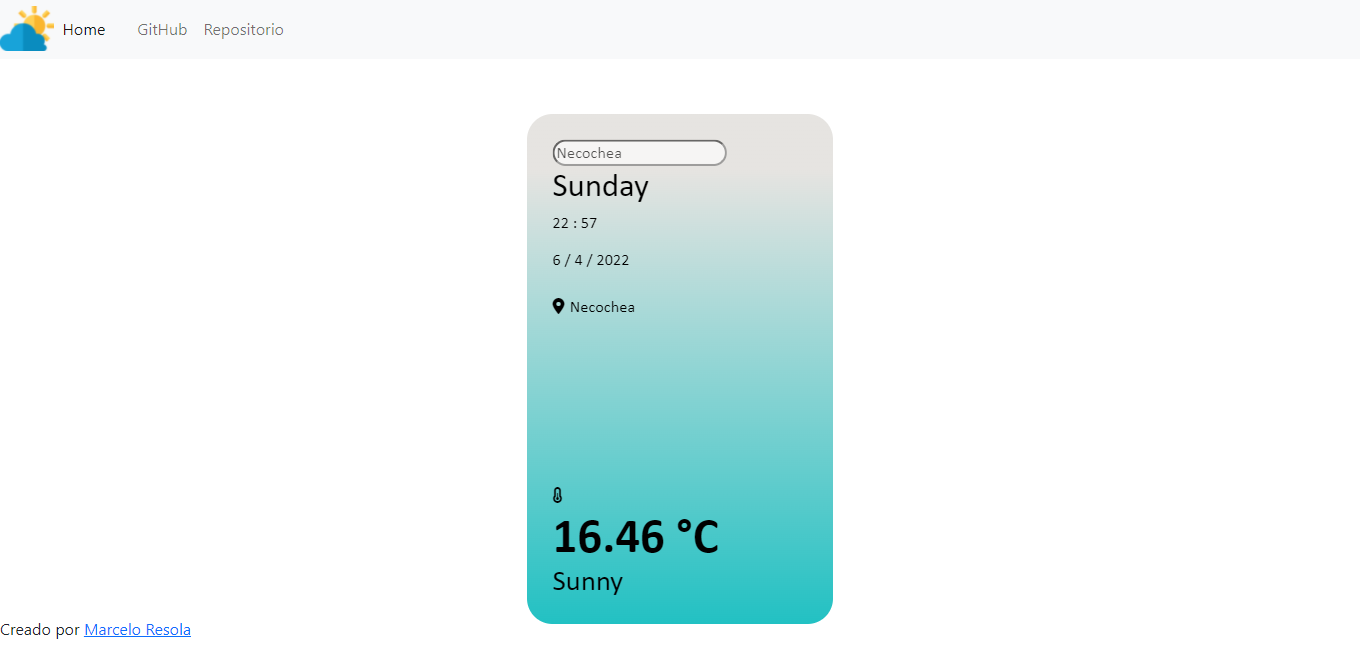 Home GitHub Repositorio
Necochea
Sunday
22 : 57
6 / 4 / 2022
Necochea
16.46 °C
Sunny
Creado por Marcelo Resola